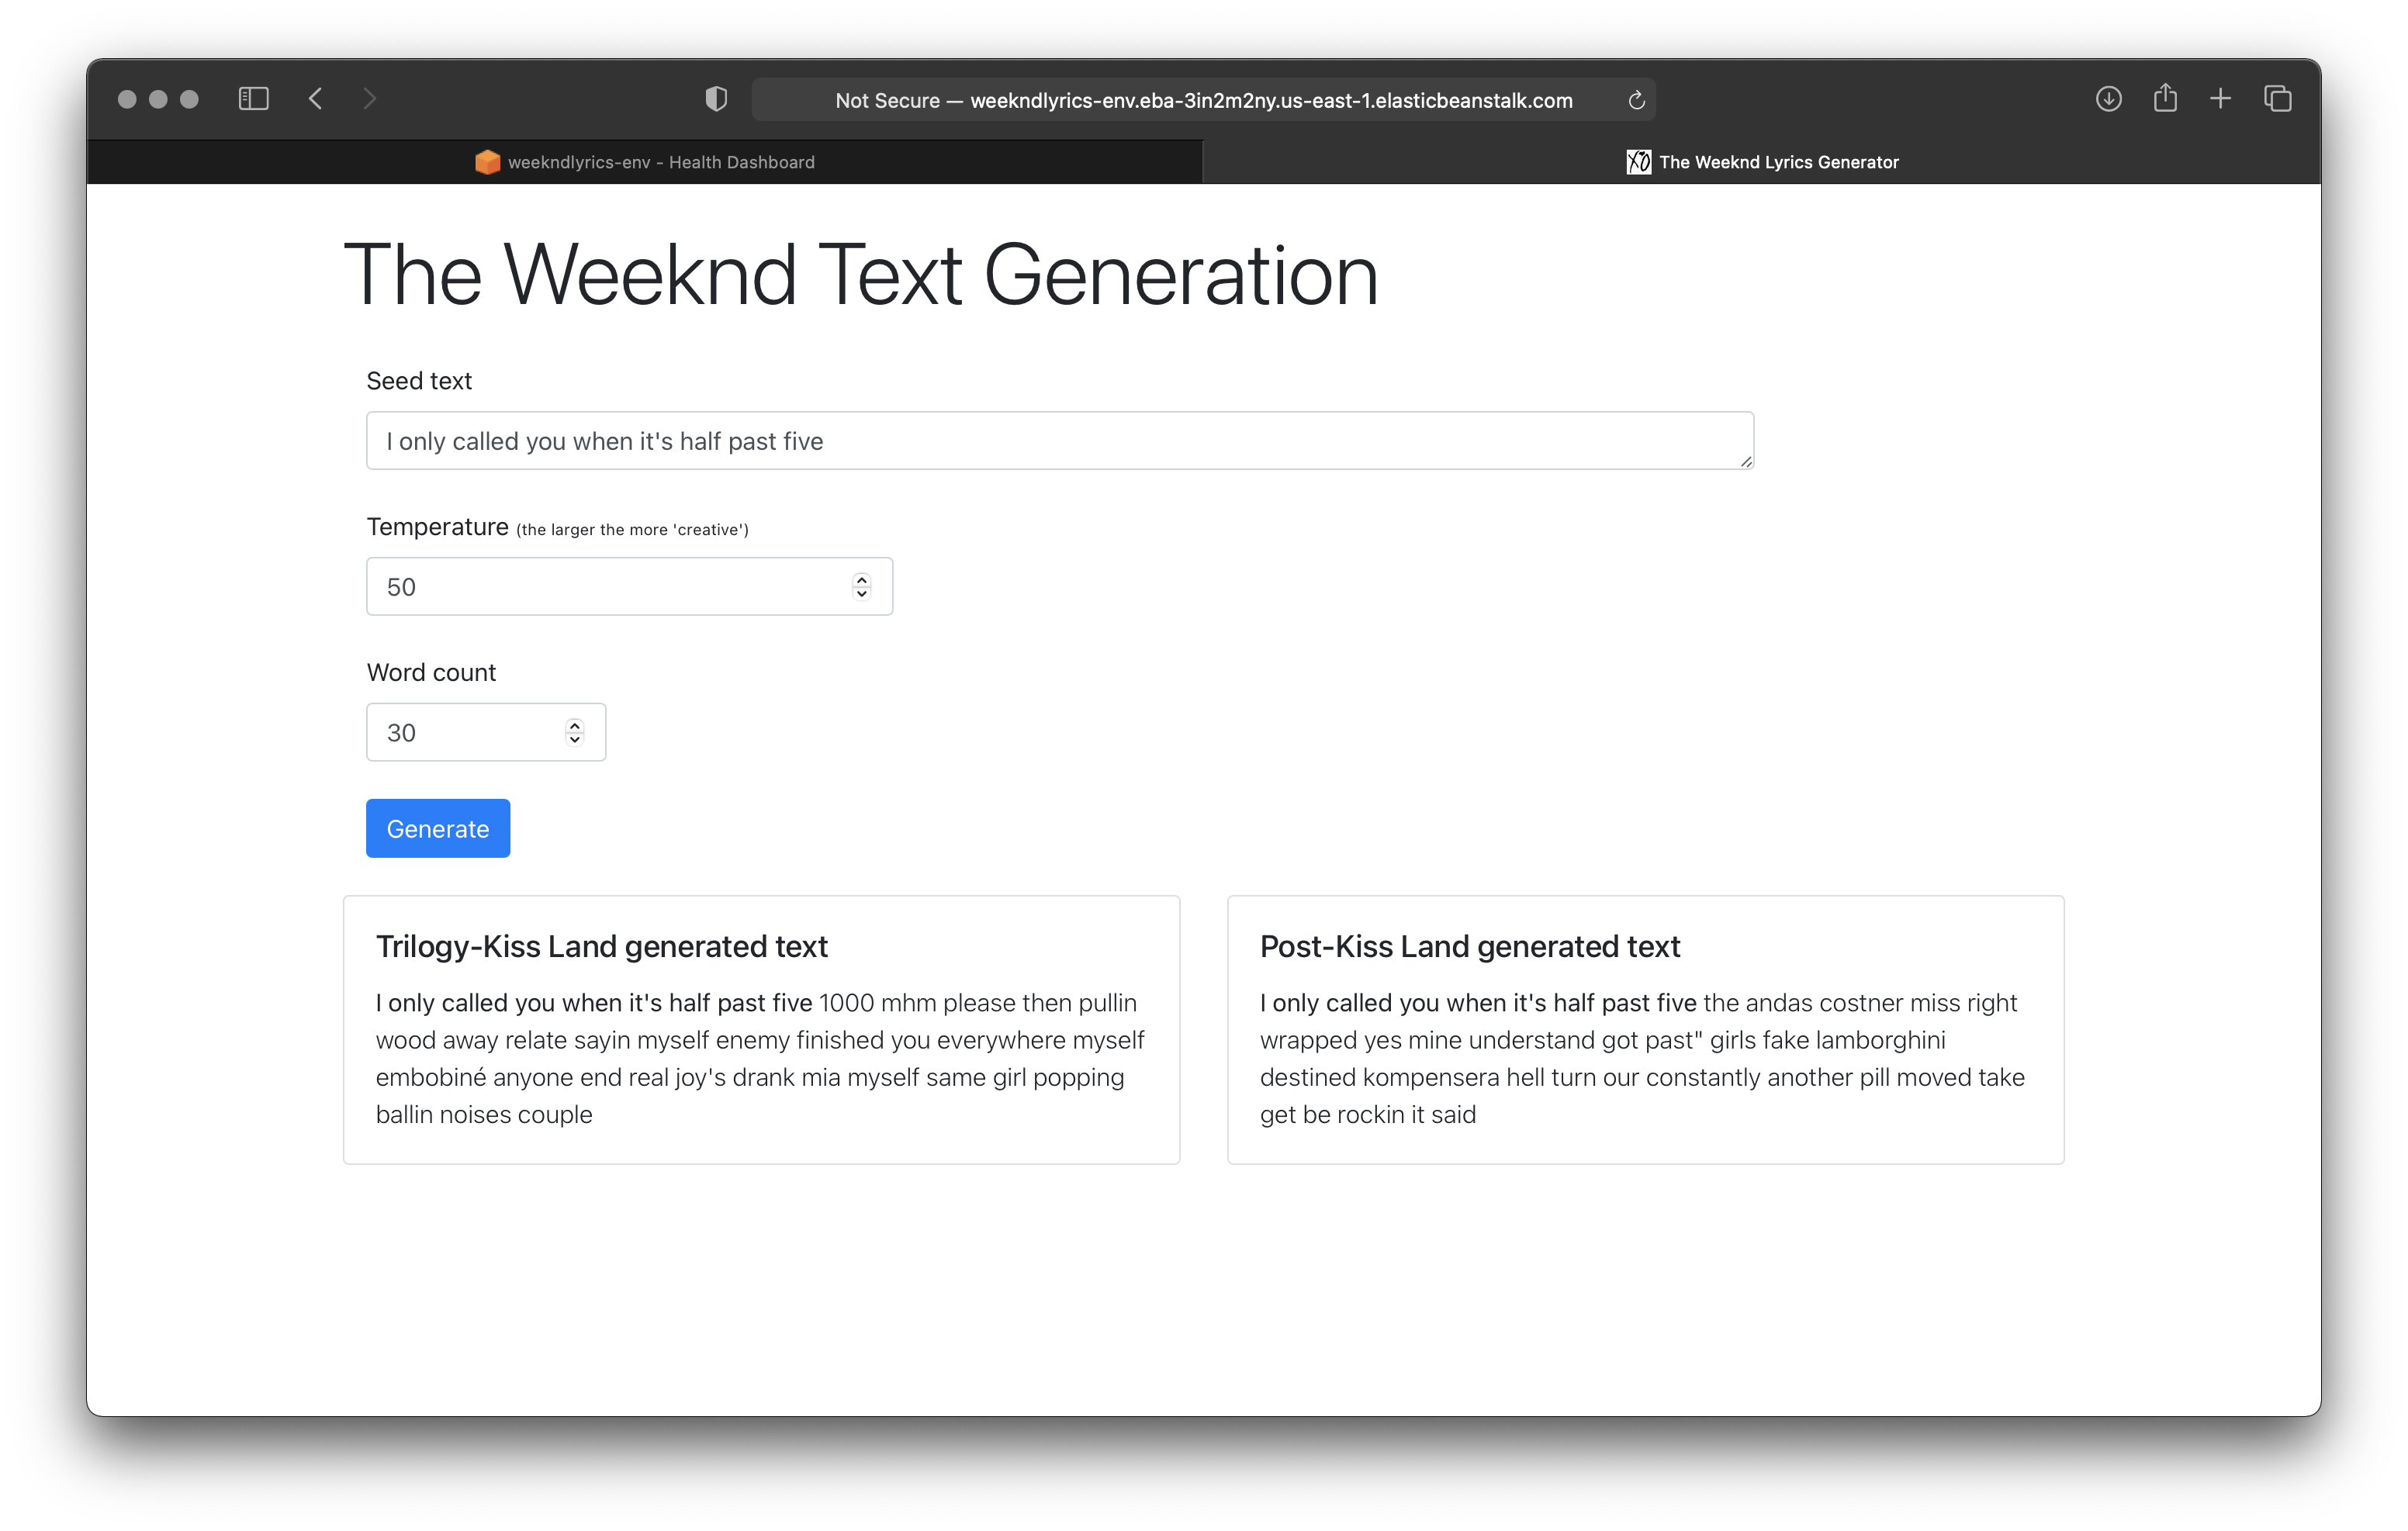 Not Secure — weekndlyrics-env.eba-3in2m2ny.us-east-1.elasticbeanstalk.com
weekndlyrics-env - Health Dashboard
XO The Weeknd Lyrics Generator
The Weeknd Text Generation
Seed text
I only called you when it's half past five
Temperature (the larger the more 'creative')
50
Word count
30
Generate
Trilogy-Kiss Land generated text
I only called you when it's half past five 1000 mhm please then pullin
wood away relate sayin myself enemy finished you everywhere myself
embobiné anyone end real joy's drank mia myself same girl popping
ballin noises couple
Post-Kiss Land generated text
I only called you when it's half past five the andas costner miss right
wrapped yes mine understand got past" girls fake lamborghini
destined kompensera hell turn our constantly another pill moved take
get be rockin it said